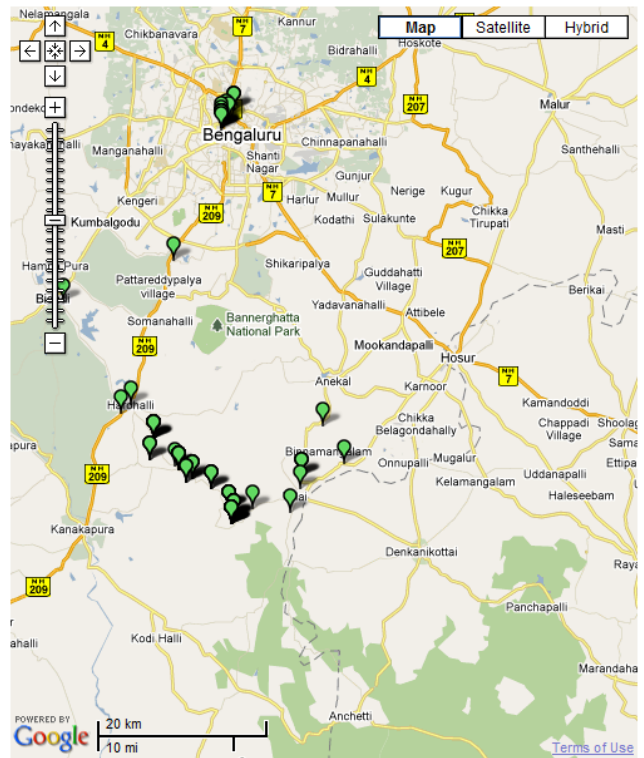 Nelamangala
Kannur
Map Satellite Hybrid
NH 4
Chikbanavara
NH 7
Bidrahalli
Hoskote
NH 4
NH 207
Malur
Bengaluru
Manganahalli
Shanti Nagar
Chinnapanahalli
Santhehalli
Gunjur
Kengeri
NH 209
NH 7
Harlur
Mullur
Nerige
Kugur
Kumbalgodu
Kodathi
Sulakunte
Chikka Tirupati
Masti
NH 207
Shikaripalya
Pattareddypalya village
Guddahatti Village
Berikai
Somanahalli
Bannerghatta National Park
Yadavanahalli
Attibele
NH 209
Mookandapalli
Hosur
Anekal
Karnoor
NH 7
Kamandoddi
Chikka Belagondahally
Chappadi Village
Onnupalli
Mugalur
Uddanapalli
Kelamangalam
Haleseebam
NH 209
Kanakapura
Denkanikottai
NH 209
Panchapalli
Kodi Halli
Anchetti
POWERED BY
Google
20 km
10 mi
Terms of Use